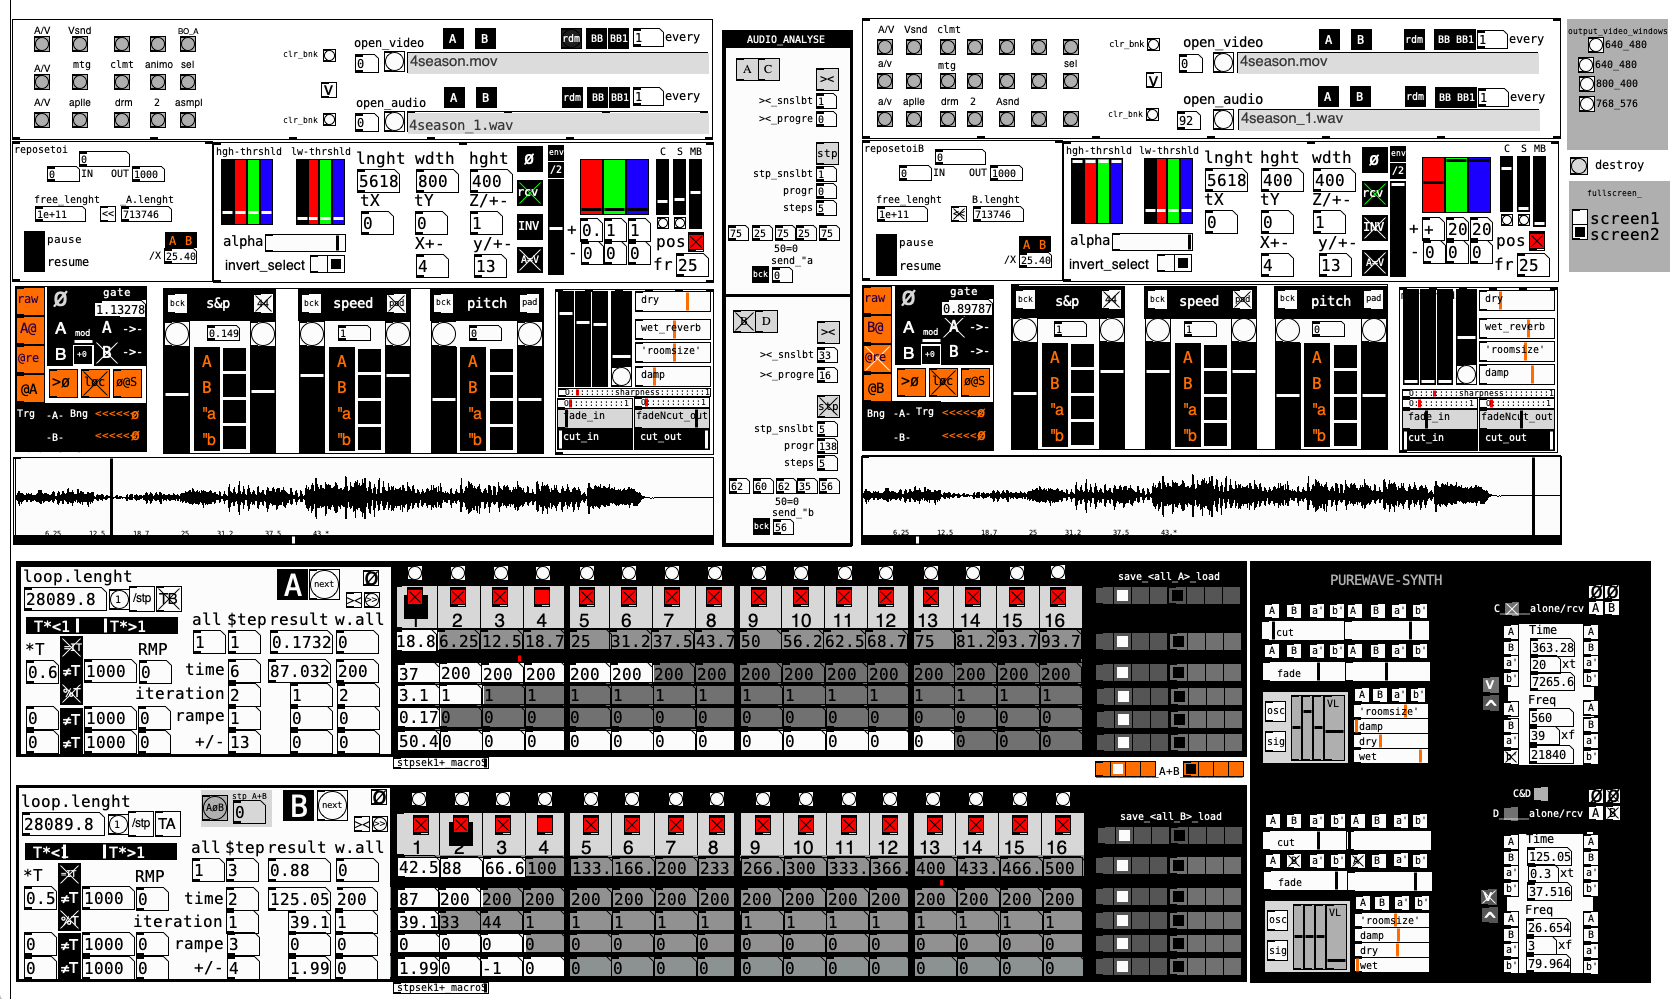 A/V Vsnd BO_A
A/V mtg clmt animo sel
A/V aplle drm 2 asmpl
clr_bnk
open_video A B rdm BB BB1 1 every
0 4season.mov
V
open_audio A B rdm BB BB1 1 every
clr_bnk 0 4season_1.wav
AUDIO_ANALYSE
A C ><
><_snslbt 1
><_progre 0
stp
stp_snslbt 1
progr 0
steps 5
75 25 75 25 75
50=0
send_"a
bck 0
B D ><
><_snslbt 33
><_progre 16
stp
stp_snslbt 5
progr 138
steps 5
62 60 62 35 56
50=0
send_"b
bck 56
A/V Vsnd clmt
a/v mtg sel
a/v aplle drm 2 Asnd
clr_bnk
open_video A B rdm BB BB1 1 every
0 4season.mov
V
open_audio A B rdm BB BB1 1 every
clr_bnk 92 4season_1.wav
output_video_windows
640_480
640_480
800_400
768_576
destroy
fullscreen_
screen1
screen2
reposetoi
0
0 IN OUT 1000
free_lenght A.lenght
1e+11 << 713746
pause A B
resume /X 25.40
hgh-thrshld lw-thrshld
alpha
invert_select
lnght wdth hght
5618 800 400
tX tY Z/+-
0 0 1
X+- y/+-
4 13
Ø
rcv
INV
A=V
env
/2
C S MB
+ 0. 1 1
- 0 0 0
pos
fr 25
reposetoiB
0
0 IN OUT 1000
free_lenght B.lenght
1e+11 713746
pause A B
resume /X 25.40
hgh-thrshld lw-thrshld
alpha
invert_select
lnght hght wdth
5618 400 400
tX tY Z/+-
0 0 1
X+- y/+-
4 13
Ø
rcv
INV
A=V
env
/2
C S MB
+ + 20 20
- 0 0 0
pos
fr 25
raw Ø gate
1.13278
A@ A mod A ->-
@re B +0 B ->-
@A >Ø løc ø@S
Trg -A- Bng <<<<<Ø
-B- <<<<<Ø
bck s&p 44
0.149
A
B
"a
"b
bck speed pad
1
bck pitch pad
0
A
B
"a
"b
dry
wet_reverb
'roomsize'
damp
0::::::::sharpness:::::::1
fade_in fadeNcut_out
cut_in cut_out
raw Ø gate
0.89787
B@ A mod A ->-
@re B +0 B ->-
@B >Ø løc ø@S
Bng -A- Trg <<<<<Ø
-B- <<<<<Ø
bck s&p 44
1
A
B
"a
"b
bck speed pad
1
A
B
"a
"b
bck pitch pad
0
dry
wet_reverb
'roomsize'
damp
0::::::::sharpness:::::::1
fade_in fadeNcut_out
cut_in cut_out
6.25 12.5 18.7 25 31.2 37.5 43.*
6.25 12.5 18.7 25 31.2 37.5 43.*
loop.lenght A next Ø
28089.8 1 /stp TB >< >>
T*<1 T*>1 all $tep result w.all
*T RMP 1 1 0.1732 0
0.6 ≠T 1000 0 time 6 87.032 200
%T iteration 2 1 2
0 ≠T 1000 0 rampe 1 0 0
0 ≠T 1000 0 +/- 13 0 0
1 2 3 4 5 6 7 8 9 10 11 12 13 14 15 16
18.8 6.25 12.5 18.7 25 31.2 37.5 43.7 50 56.2 62.5 68.7 75 81.2 93.7 93.7
37 200 200 200 200 200 200 200 200 200 200 200 200 200 200 200
3.1 1 1 1 1 1 1 1 1 1 1 1 1 1 1 1
0.17 0 0 0 0 0 0 0 0 0 0 0 0 0 0 0
50.4 0 0 0 0 0 0 0 0 0 0 0 0 0 0 0
stpsek1+ macroS
save_<all_A>_load
A+B
loop.lenght AøB stp A+B 0 B next Ø
28089.8 1 /stp TA >< >>
T*<1 T*>1 all $tep result w.all
*T RMP 1 3 0.88 0
0.5 ≠T 1000 0 time 2 125.05 200
%T iteration 1 39.1 1
0 ≠T 1000 0 rampe 3 0 0
0 ≠T 1000 0 +/- 4 1.99 0
1 2 3 4 5 6 7 8 9 10 11 12 13 14 15 16
42.5 88 66.6 100 133. 166. 200 233 266. 300 333. 366. 400 433. 466. 500
87 200 200 200 200 200 200 200 200 200 200 200 200 200 200 200
39.1 33 44 1 1 1 1 1 1 1 1 1 1 1 1 1
0 0 0 0 0 0 0 0 0 0 0 0 0 0 0 0
1.99 0 -1 0 0 0 0 0 0 0 0 0 0 0 0 0
stpsek1+ macroS
save_<all_B>_load
PUREWAVE-SYNTH
C alone/rcv A B
A B a' b' A B a' b'
cut
A B a' b' A B a' b'
fade
A B a' b'
osc VL 'roomsize'
damp
sig dry
wet
V
^
Time
363.28
20 xt
7265.6
Freq
560
39 xf
21840
C&D
D alone/rcv A B
A B a' b' A B a' b'
cut
A B a' b' A B a' b'
fade
A B a' b'
osc VL 'roomsize'
damp
sig dry
wet
V
^
Time
125.05
0.3 xt
37.516
Freq
26.654
3 xf
79.964